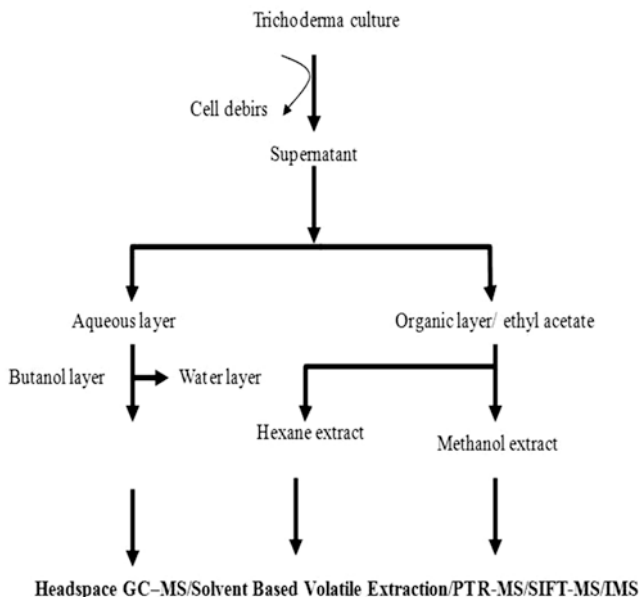 Trichoderma culture
Cell debirs
Supernatant
Aqueous layer
Organic layer/ ethyl acetate
Butanol layer
Water layer
Hexane extract
Methanol extract
Headspace GC–MS/Solvent Based Volatile Extraction/PTR-MS/SIFT-MS/IMS